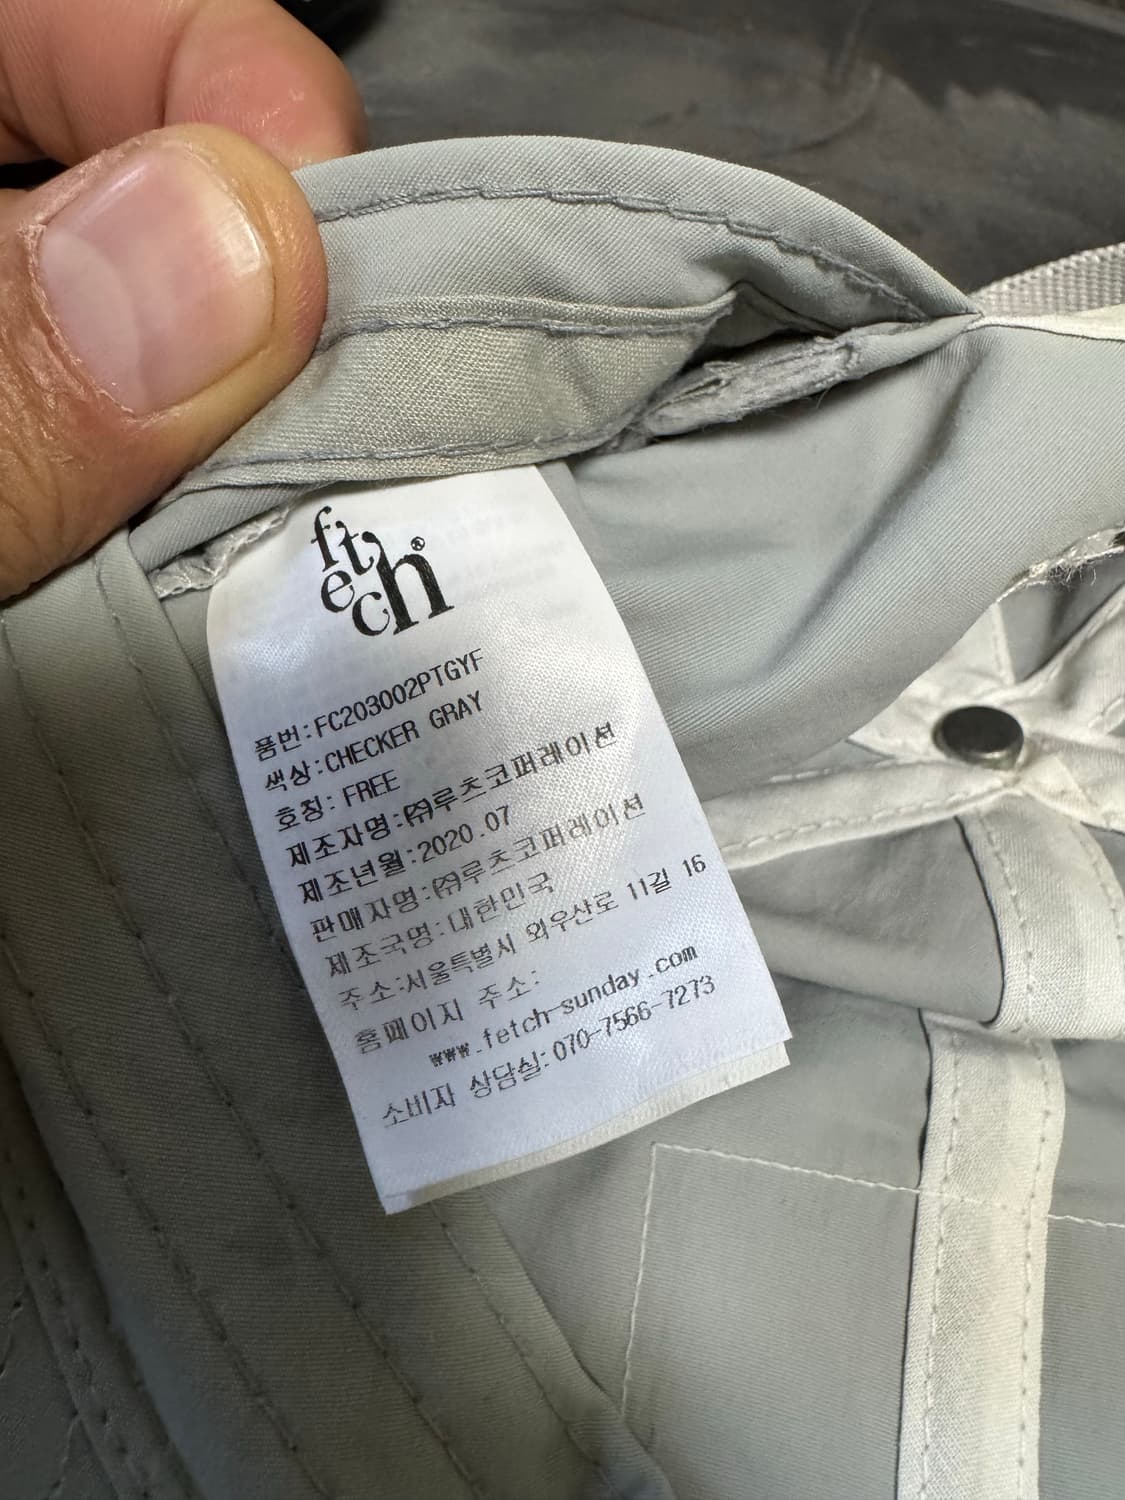 fetch®
품번:FC203002PTGYF
색상:CHECKER GRAY
호칭: FREE
제조자명:㈜루츠코퍼레이션
제조년월:2020.07
판매자명:㈜루츠코퍼레이션
제조국명:대한민국
주소:서울특별시 외우산로 11길 16
홈페이지 주소:
www.fetch-sunday.com
소비자 상담실:070-7566-7273